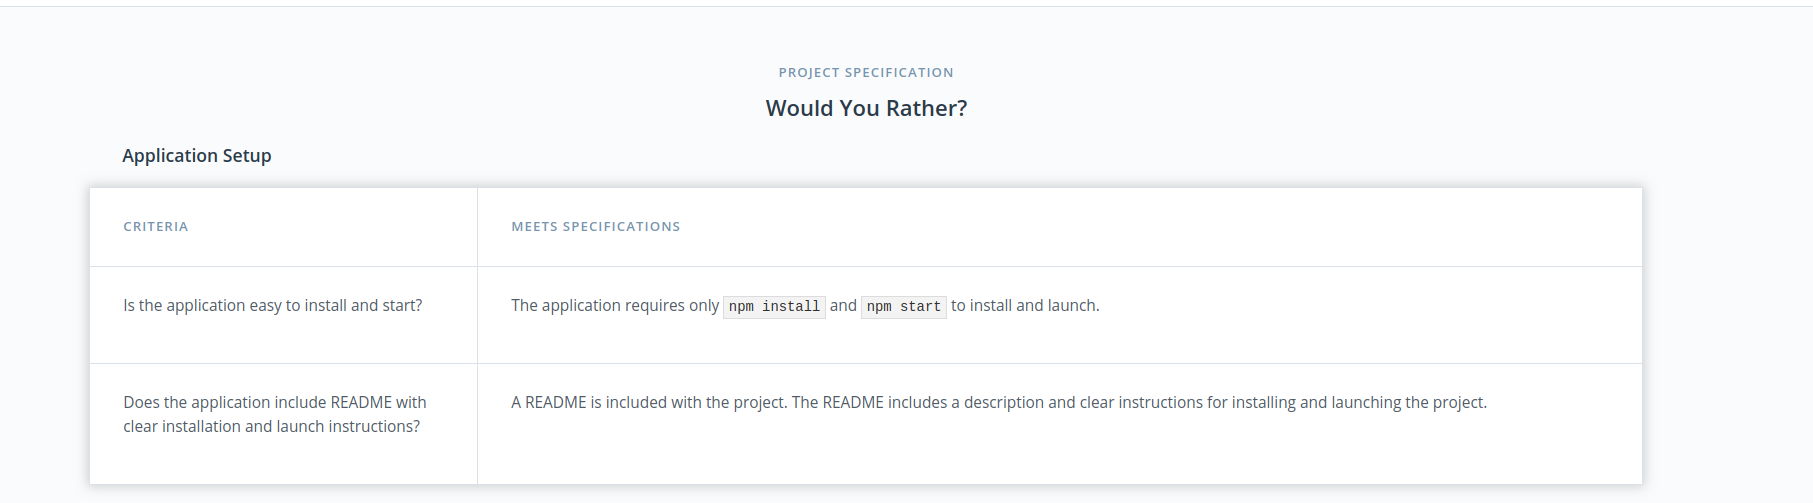 PROJECT SPECIFICATION
Would You Rather?
Application Setup
CRITERIA
MEETS SPECIFICATIONS
Is the application easy to install and start?
The application requires only npm install and npm start to install and launch.
Does the application include README with
clear installation and launch instructions?
A README is included with the project. The README includes a description and clear instructions for installing and launching the project.